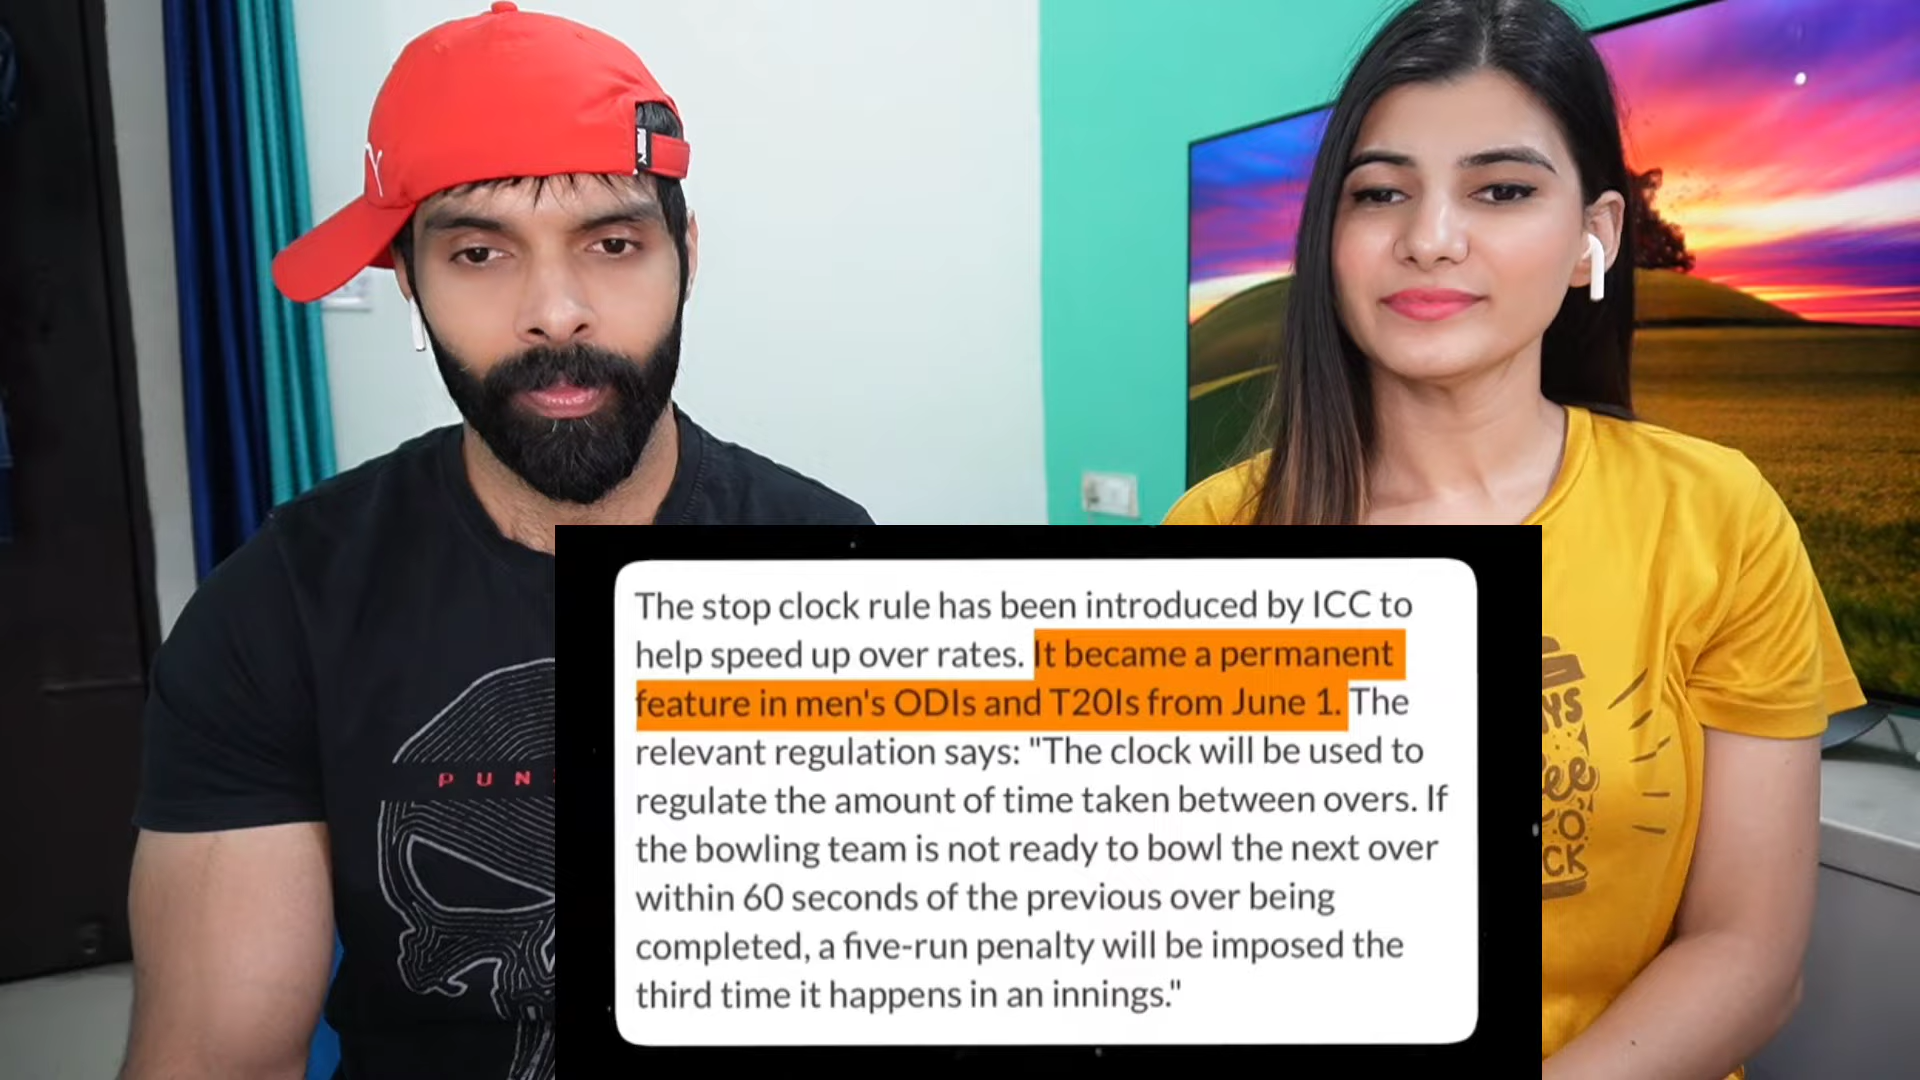 The stop clock rule has been introduced by ICC to
help speed up over rates. It became a permanent
feature in men's ODIs and T20Is from June 1. The
relevant regulation says: "The clock will be used to
regulate the amount of time taken between overs. If
the bowling team is not ready to bowl the next over
within 60 seconds of the previous over being
completed, a five-run penalty will be imposed the
third time it happens in an innings."
PUN